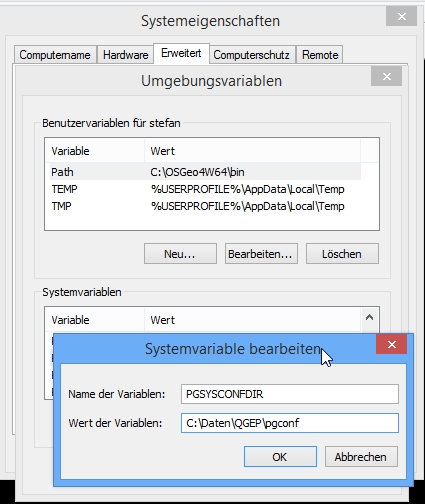 Systemeigenschaften
Computername Hardware Erweitert Computerschutz Remote
Umgebungsvariablen
Benutzervariablen für stefan
Variable Wert
Path C:\OSGeo4W64\bin
TEMP %USERPROFILE%\AppData\Local\Temp
TMP %USERPROFILE%\AppData\Local\Temp
Neu... Bearbeiten... Löschen
Systemvariablen
Variable Wert
Systemvariable bearbeiten
Name der Variablen: PGSYSCONFDIR
Wert der Variablen: C:\Daten\QGEP\pgconf
OK Abbrechen